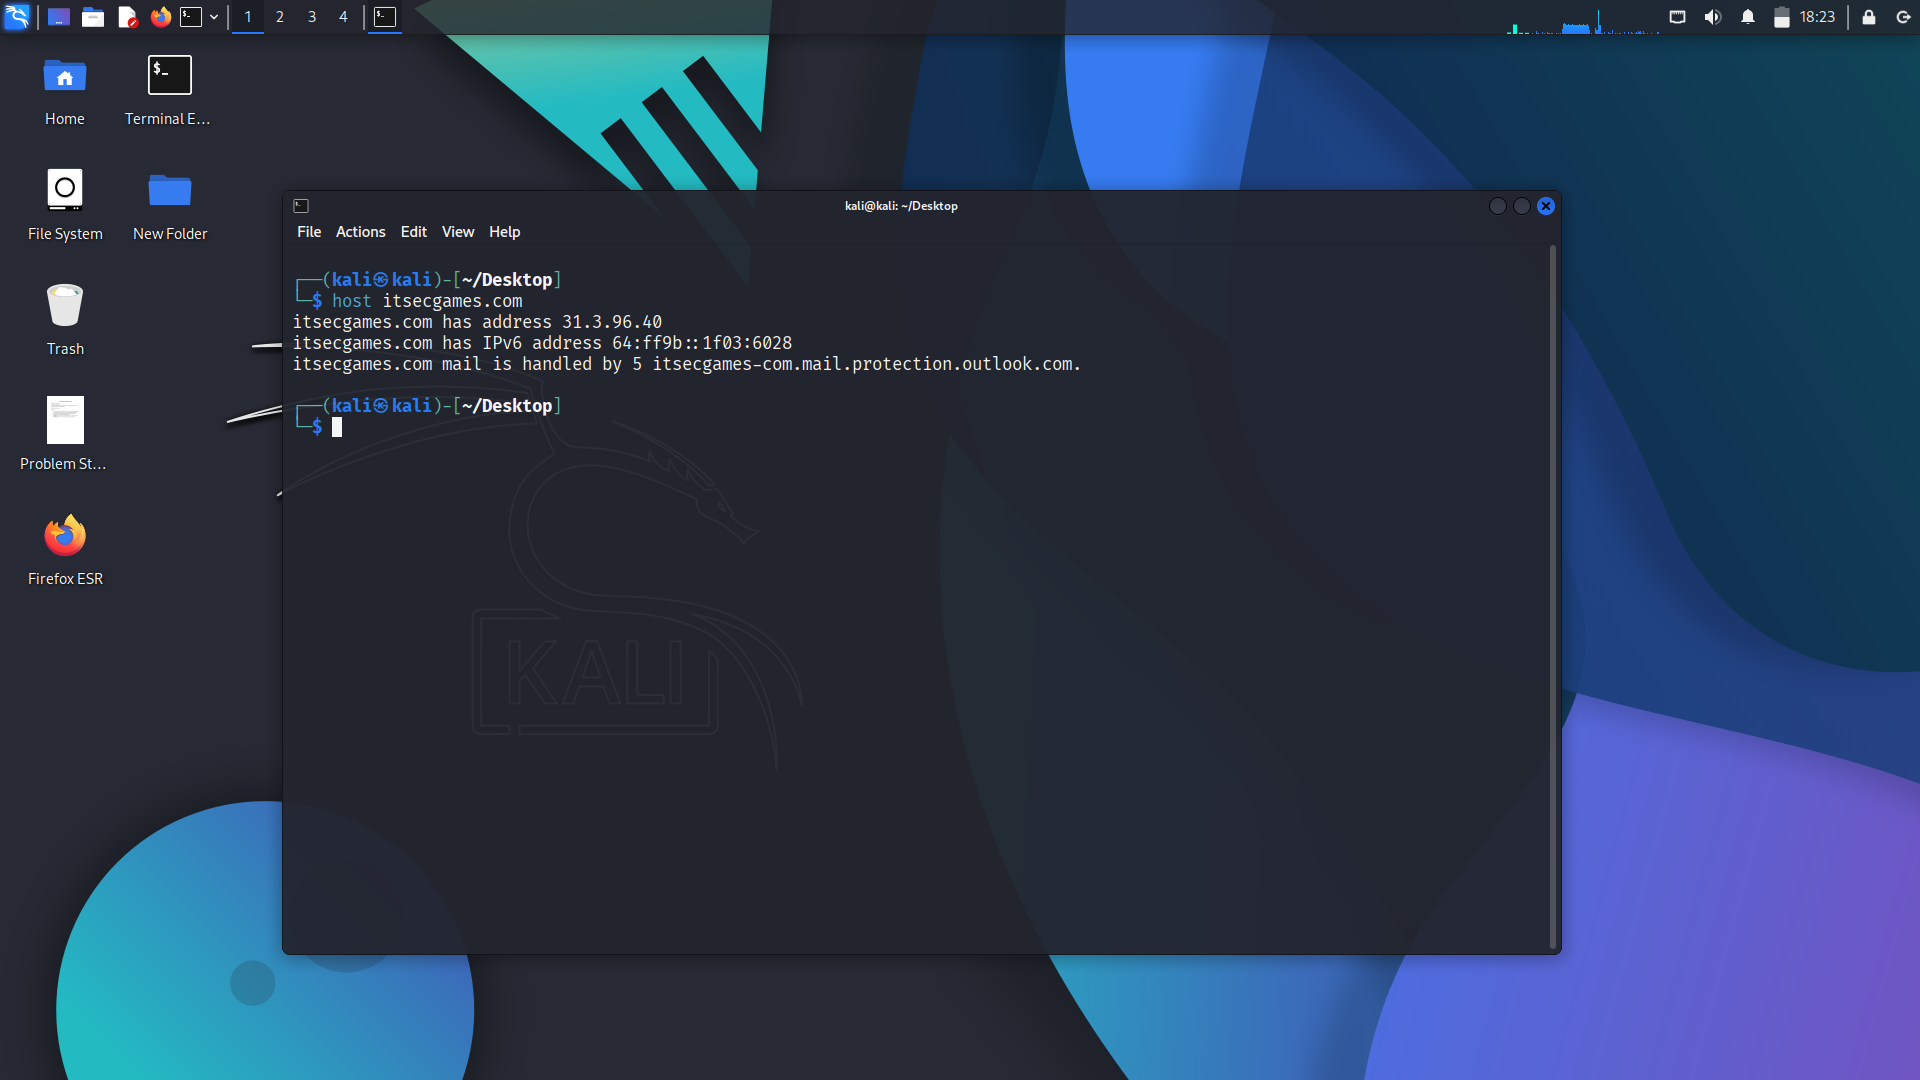 1 2 3 4
18:23
Home
Terminal E...
File System
New Folder
Trash
Problem St...
Firefox ESR
kali@kali: ~/Desktop
File Actions Edit View Help
┌──(kali㉿kali)-[~/Desktop]
└─$ host itsecgames.com
itsecgames.com has address 31.3.96.40
itsecgames.com has IPv6 address 64:ff9b::1f03:6028
itsecgames.com mail is handled by 5 itsecgames-com.mail.protection.outlook.com.
┌──(kali㉿kali)-[~/Desktop]
└─$
KALI